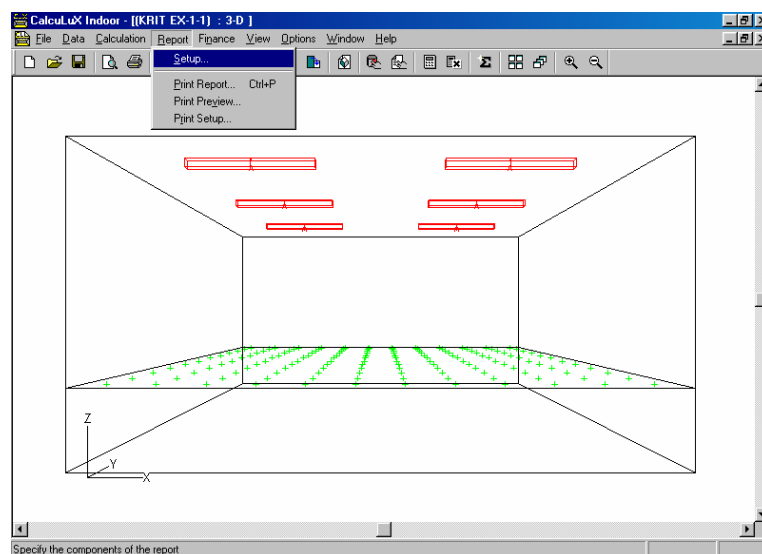 CalcuLuX Indoor - [(KRIT EX-1-1) : 3-D ]
File Data Calculation Report Finance View Options Window Help
Setup...
Print Report... Ctrl+P
Print Preview...
Print Setup...
A A
A A
A A
Z
Y
X
Specify the components of the report